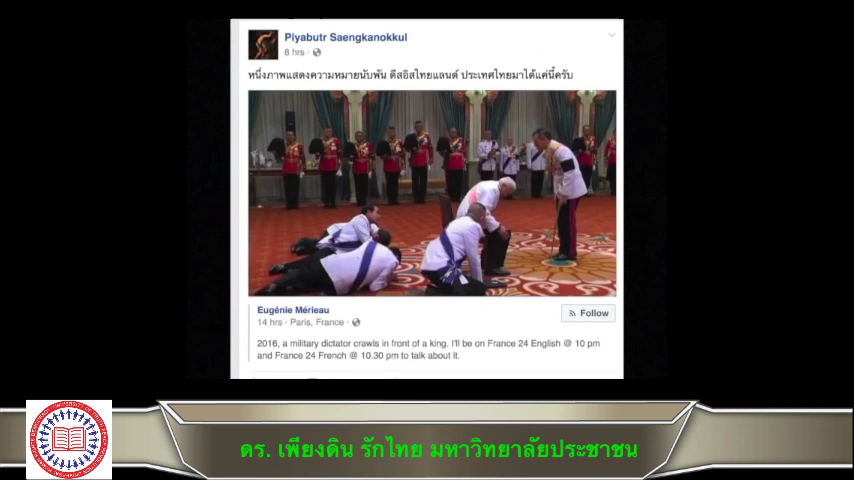 Piyabutr Saengkanokkul
8 hrs ·
หนึ่งภาพแสดงความหมายนับพัน ดีสอิสไทยแลนด์ ประเทศไทยมาได้แค่นี้ครับ
Eugénie Mérieau
14 hrs · Paris, France ·
Follow
2016, a military dictator crawls in front of a king. I'll be on France 24 English @ 10 pm
and France 24 French @ 10.30 pm to talk about it.
ดร. เพียงดิน รักไทย มหาวิทยาลัยประชาชน